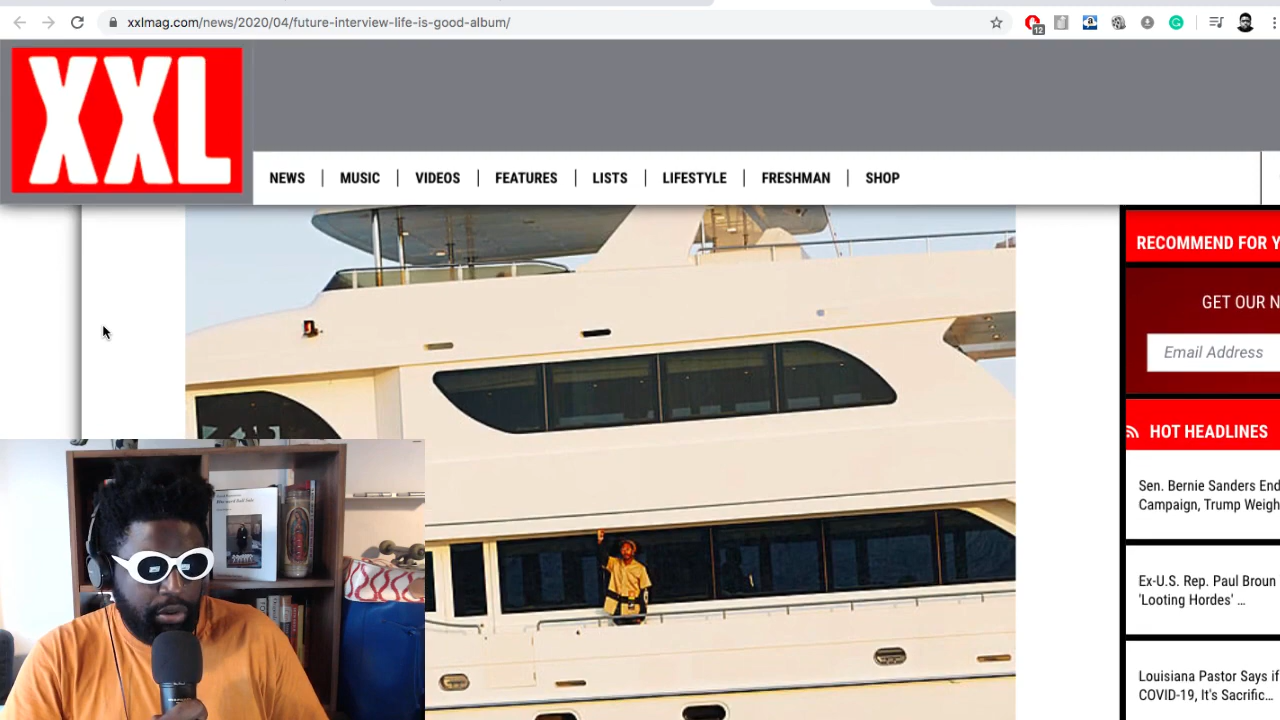 xxlmag.com/news/2020/04/future-interview-life-is-good-album/
12
XXL
NEWS | MUSIC | VIDEOS | FEATURES | LISTS | LIFESTYLE | FRESHMAN | SHOP
RECOMMEND FOR Y
GET OUR N
Email Address
HOT HEADLINES
Sen. Bernie Sanders End
Campaign, Trump Weigh
Ex-U.S. Rep. Paul Broun
'Looting Hordes' …
Louisiana Pastor Says if
COVID-19, It's Sacrific…